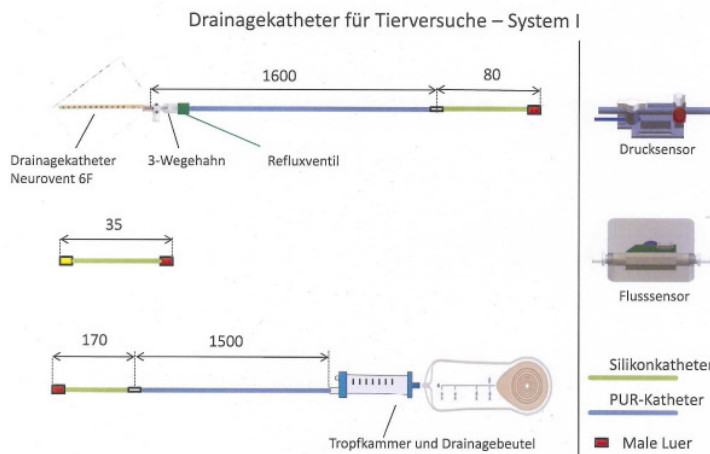 Drainagekatheter für Tierversuche – System I
1600
80
Drainagekatheter
Neurovent 6F
3-Wegehahn
Refluxventil
Drucksensor
35
Flusssensor
170
1500
Tropfkammer und Drainagebeutel
Silikonkatheter
PUR-Katheter
Male Luer